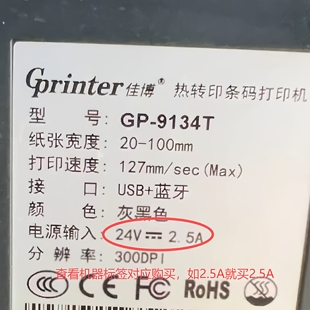 Gprinter 佳博® 热转印条码打印机
型 号: GP-9134T
纸张宽度: 20-100mm
打印速度: 127mm/sec(Max)
接 口: USB+蓝牙
颜 色: 灰黑色
电源输入: 24V⎓2.5A
查看机器标签对应购买，如2.5A就买2.5A
分 辨 率: 300DPI
CCC FC CE RoHS